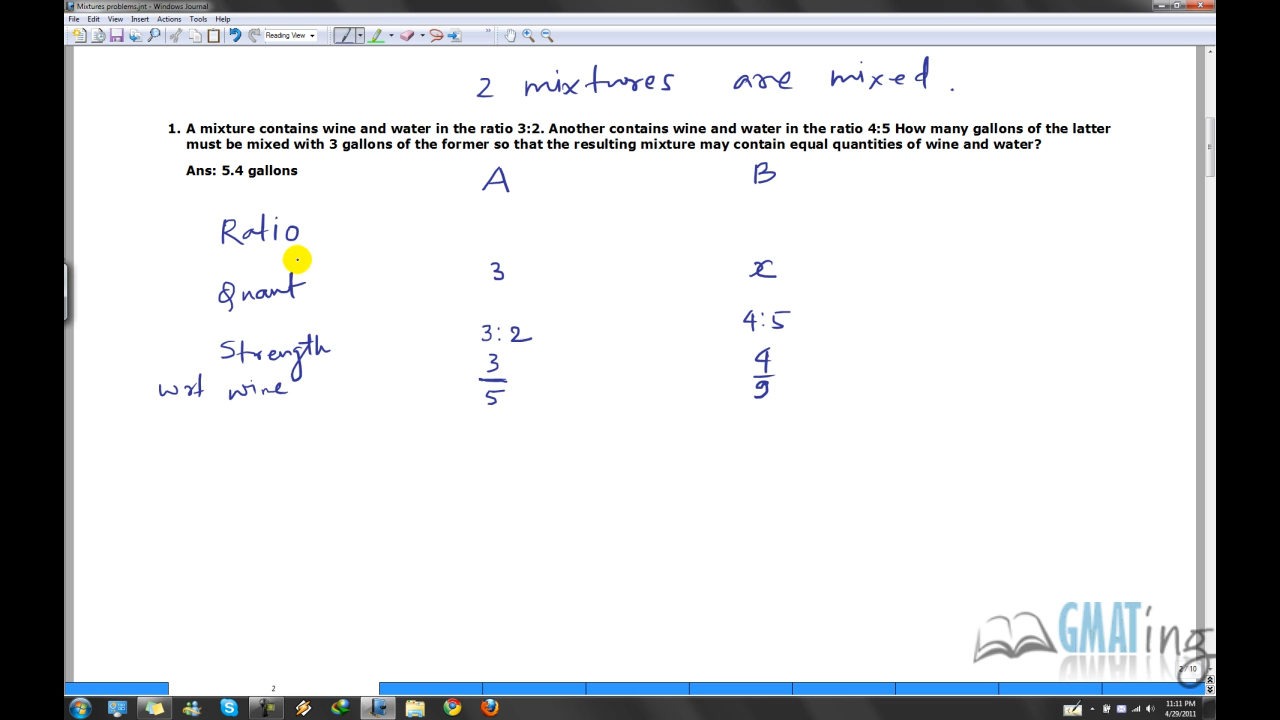 Mixtures problems.jnt - Windows Journal
File Edit View Insert Actions Tools Help
Reading View
2 mixtures are mixed.
1. A mixture contains wine and water in the ratio 3:2. Another contains wine and water in the ratio 4:5 How many gallons of the latter
must be mixed with 3 gallons of the former so that the resulting mixture may contain equal quantities of wine and water?
Ans: 5.4 gallons
A B
Ratio
Quant 3 x
3:2 4:5
Strength 3/5 4/9
wrt wine
GMATing
2 / 10
2
11:11 PM
4/29/2011